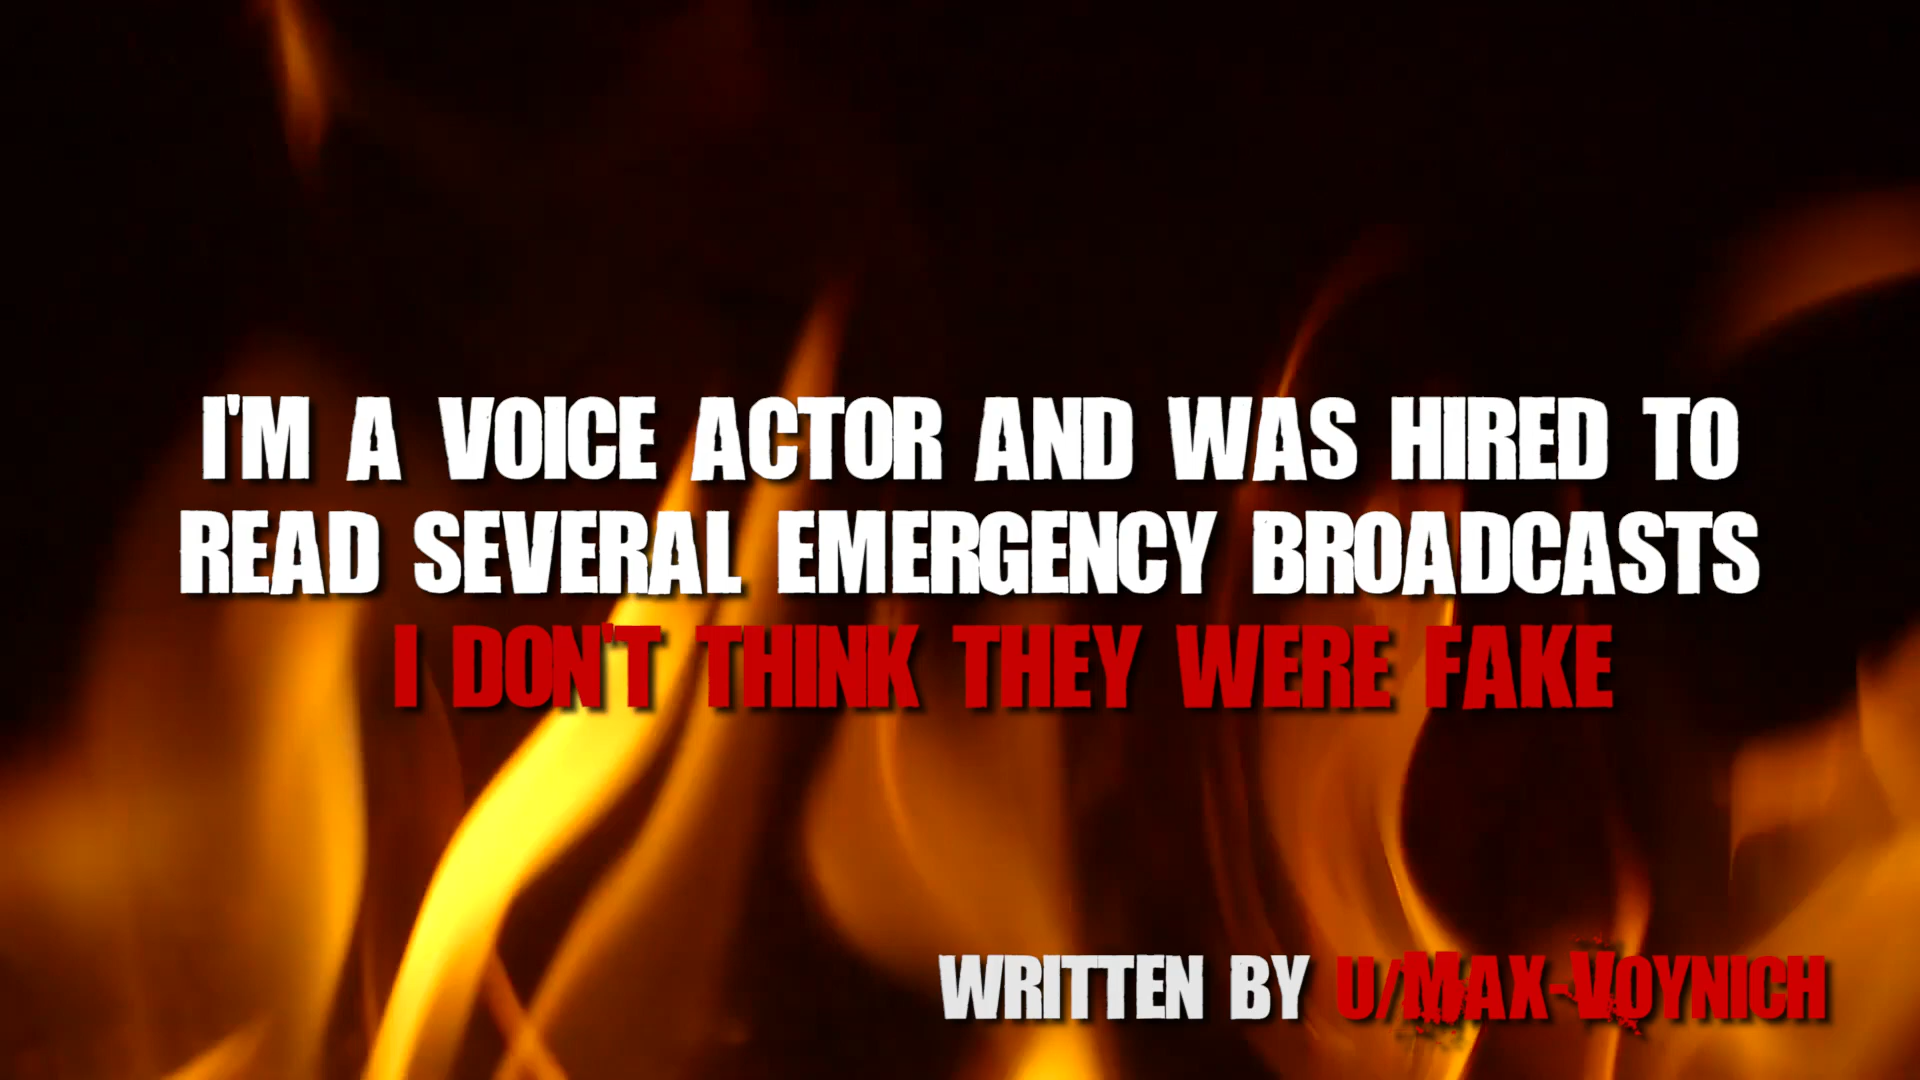 I'M A VOICE ACTOR AND WAS HIRED TO
READ SEVERAL EMERGENCY BROADCASTS
I DON'T THINK THEY WERE FAKE
WRITTEN BY U/MAX-VOYNICH